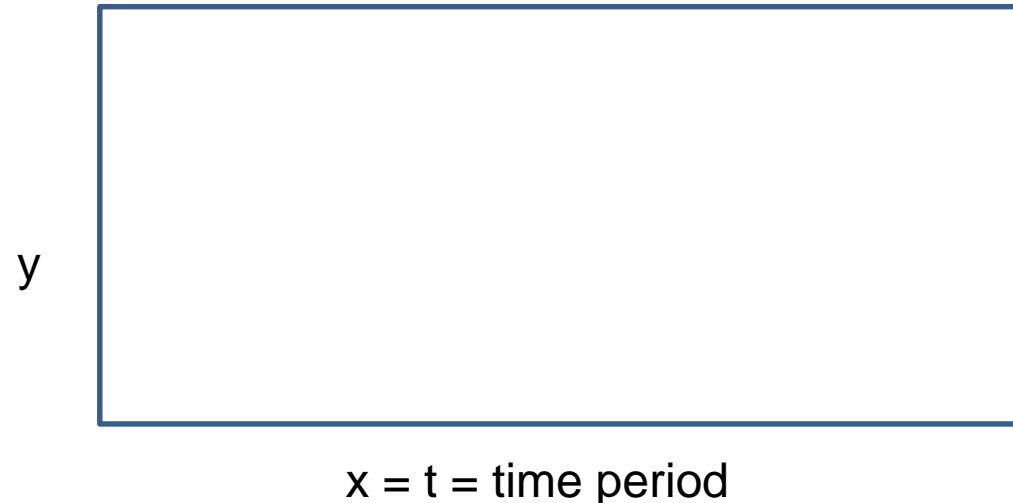 y
x = t = time period